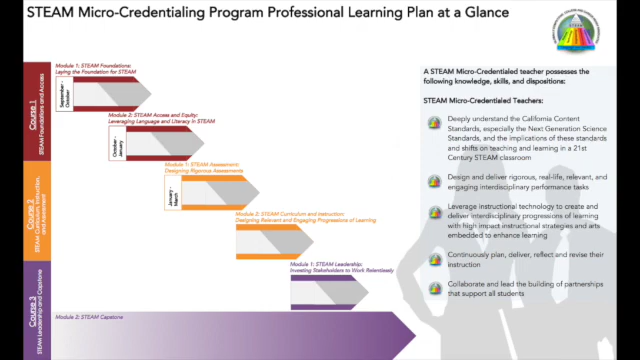 STEAM Micro-Credentialing Program Professional Learning Plan at a Glance
STEAM
Course 1
STEAM Foundations and Access
Module 1: STEAM Foundations:
Laying the Foundation for STEAM
September -
October
Module 2: STEAM Access and Equity:
Leveraging Language and Literacy in STEAM
October -
January
Course 2
STEAM Curriculum, Instruction,
and Assessment
Module 1: STEAM Assessment:
Designing Rigorous Assessments
January -
March
Module 2: STEAM Curriculum and Instruction:
Designing Relevant and Engaging Progressions of Learning
Course 3
STEAM Leadership and Capstone
Module 1: STEAM Leadership:
Investing Stakeholders to Work Relentlessly
Module 2: STEAM Capstone
A STEAM Micro-Credentialed teacher possesses the
following knowledge, skills, and dispositions:
STEAM Micro-Credentialed Teachers:
Deeply understand the California Content
Standards, especially the Next Generation Science
Standards, and the implications of these standards
and shifts on teaching and learning in a 21st
Century STEAM classroom
Design and deliver rigorous, real-life, relevant, and
engaging interdisciplinary performance tasks
Leverage instructional technology to create and
deliver interdisciplinary progressions of learning
with high impact instructional strategies and arts
embedded to enhance learning
Continuously plan, deliver, reflect and revise their
instruction
Collaborate and lead the building of partnerships
that support all students